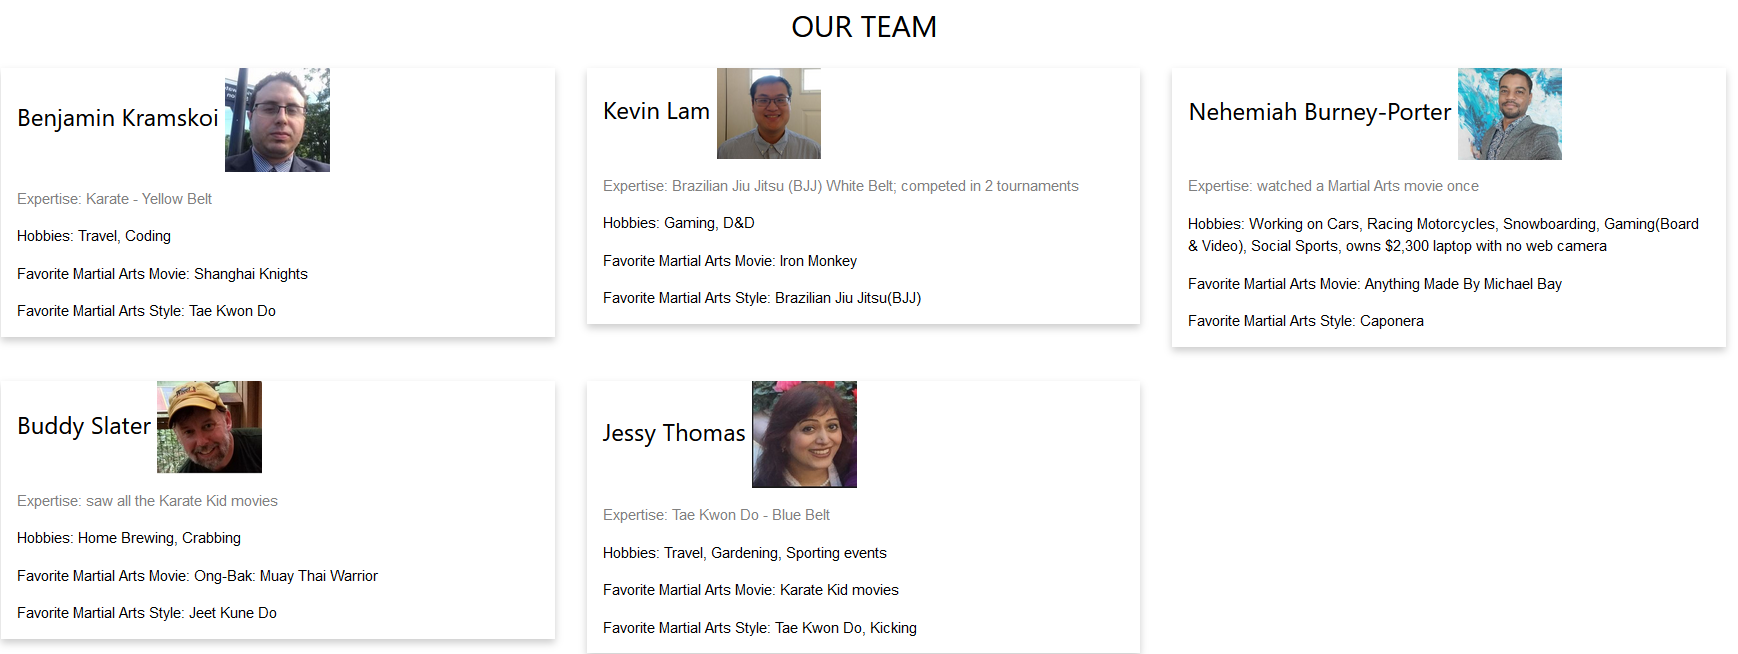 OUR TEAM
Benjamin Kramskoi
Expertise: Karate - Yellow Belt
Hobbies: Travel, Coding
Favorite Martial Arts Movie: Shanghai Knights
Favorite Martial Arts Style: Tae Kwon Do
Kevin Lam
Expertise: Brazilian Jiu Jitsu (BJJ) White Belt; competed in 2 tournaments
Hobbies: Gaming, D&D
Favorite Martial Arts Movie: Iron Monkey
Favorite Martial Arts Style: Brazilian Jiu Jitsu(BJJ)
Nehemiah Burney-Porter
Expertise: watched a Martial Arts movie once
Hobbies: Working on Cars, Racing Motorcycles, Snowboarding, Gaming(Board
& Video), Social Sports, owns $2,300 laptop with no web camera
Favorite Martial Arts Movie: Anything Made By Michael Bay
Favorite Martial Arts Style: Caponera
Buddy Slater
Expertise: saw all the Karate Kid movies
Hobbies: Home Brewing, Crabbing
Favorite Martial Arts Movie: Ong-Bak: Muay Thai Warrior
Favorite Martial Arts Style: Jeet Kune Do
Jessy Thomas
Expertise: Tae Kwon Do - Blue Belt
Hobbies: Travel, Gardening, Sporting events
Favorite Martial Arts Movie: Karate Kid movies
Favorite Martial Arts Style: Tae Kwon Do, Kicking